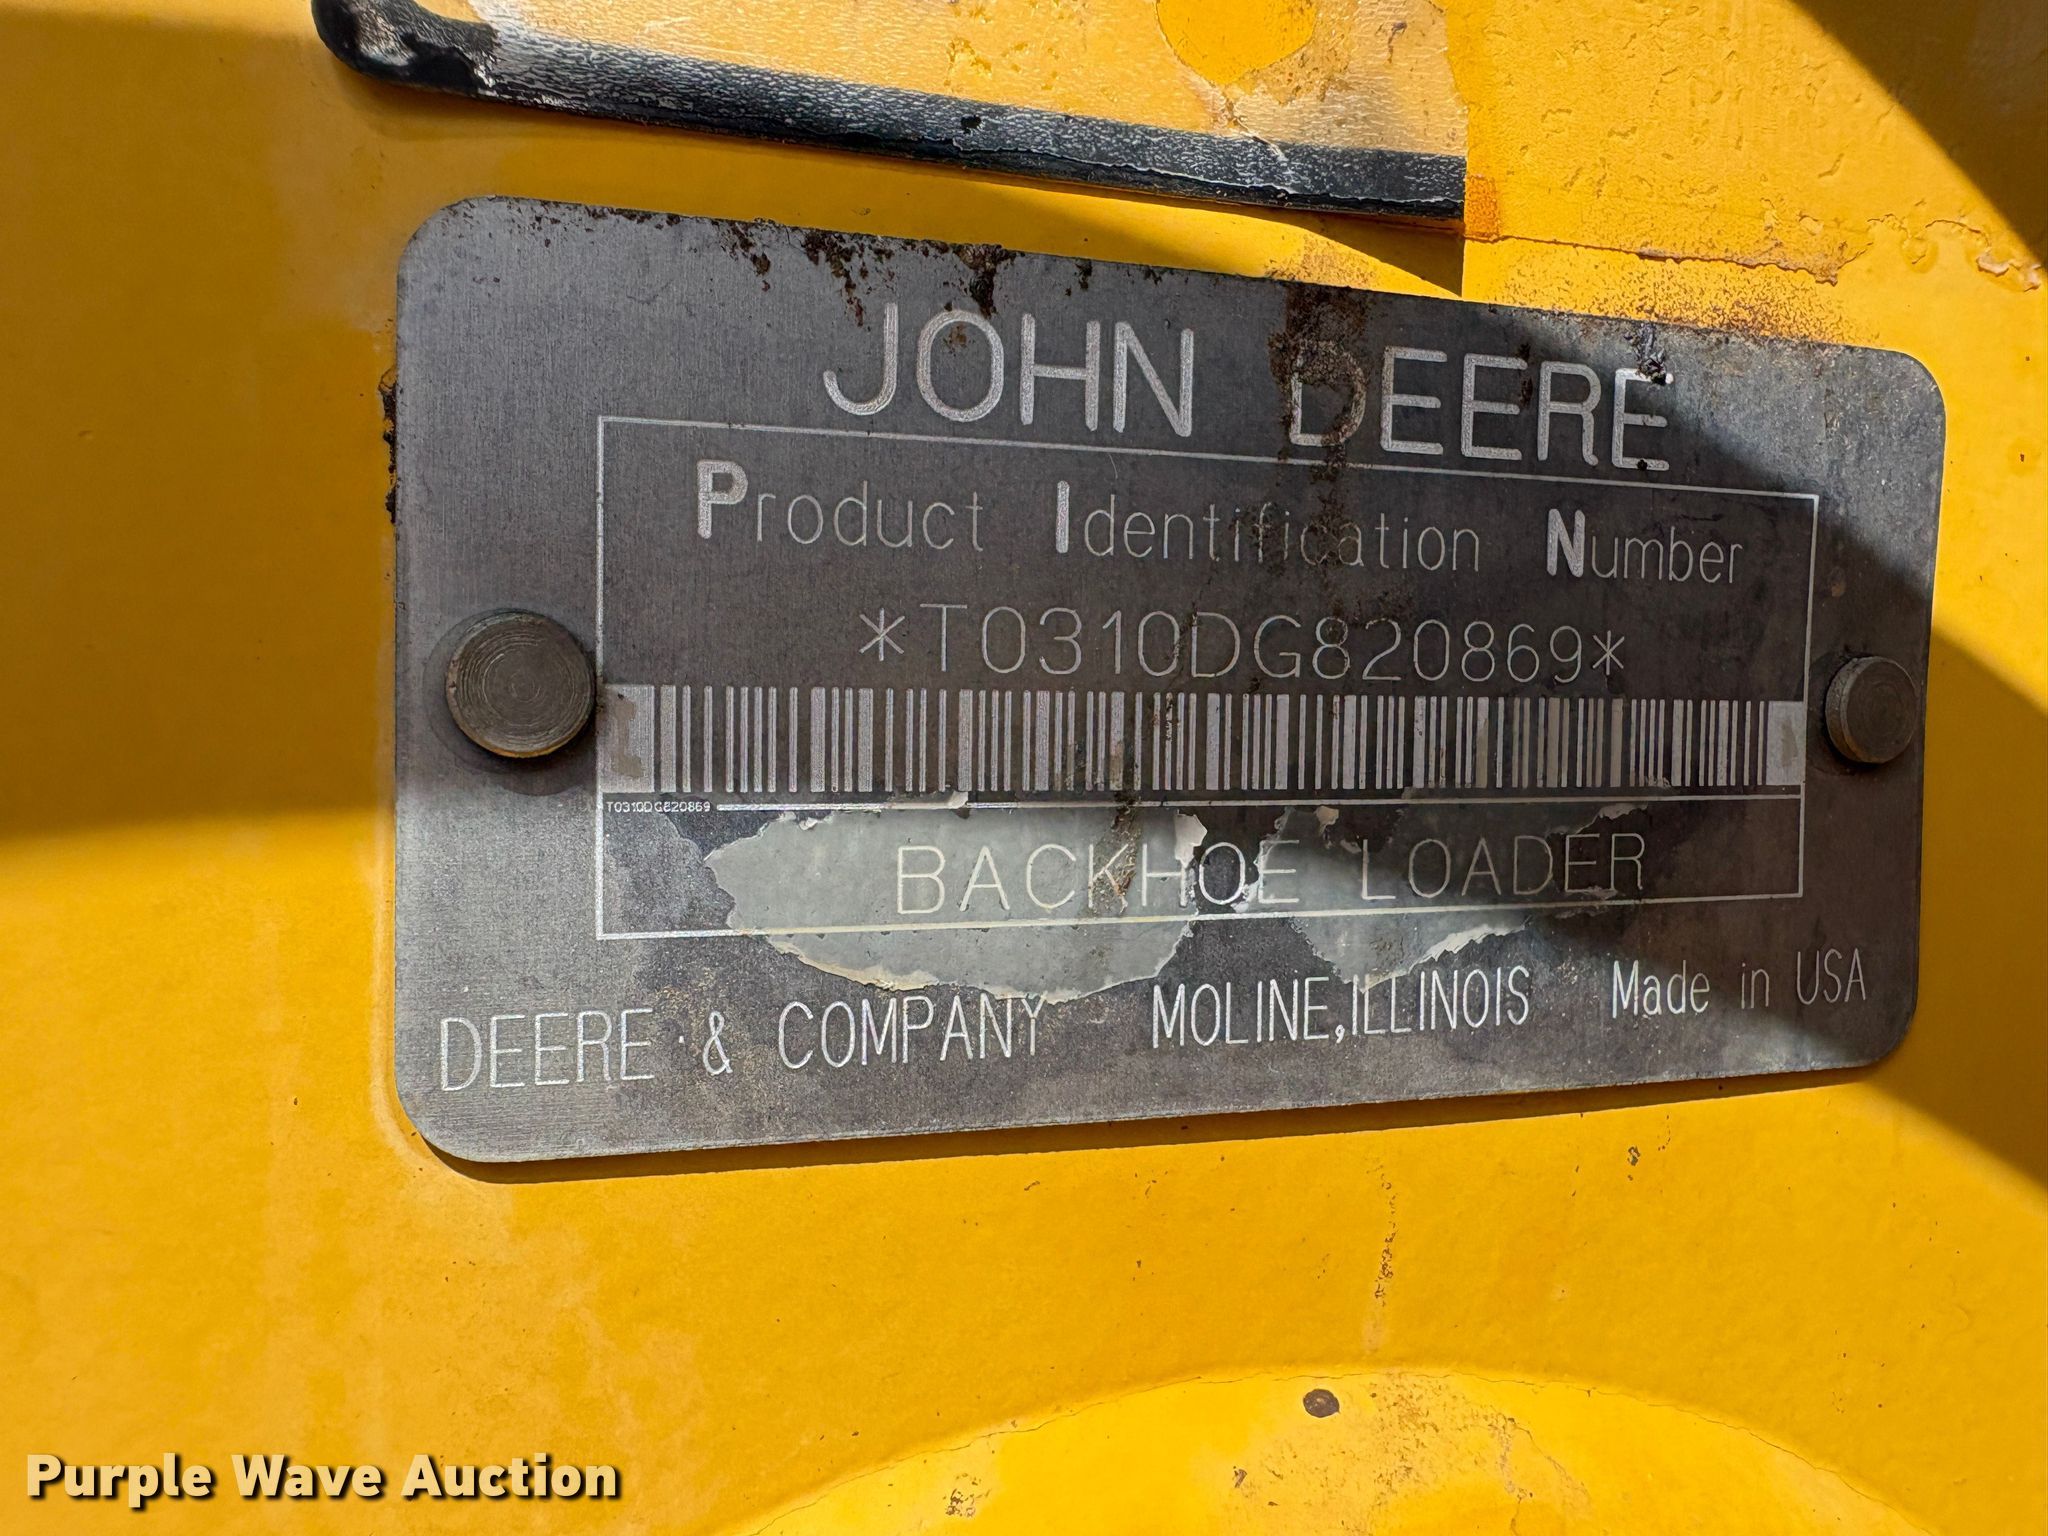 JOHN DEERE
Product Identification Number
*T0310DG820869*
T0310DG820869
BACKHOE LOADER
DEERE & COMPANY MOLINE, ILLINOIS Made in USA
Purple Wave Auction